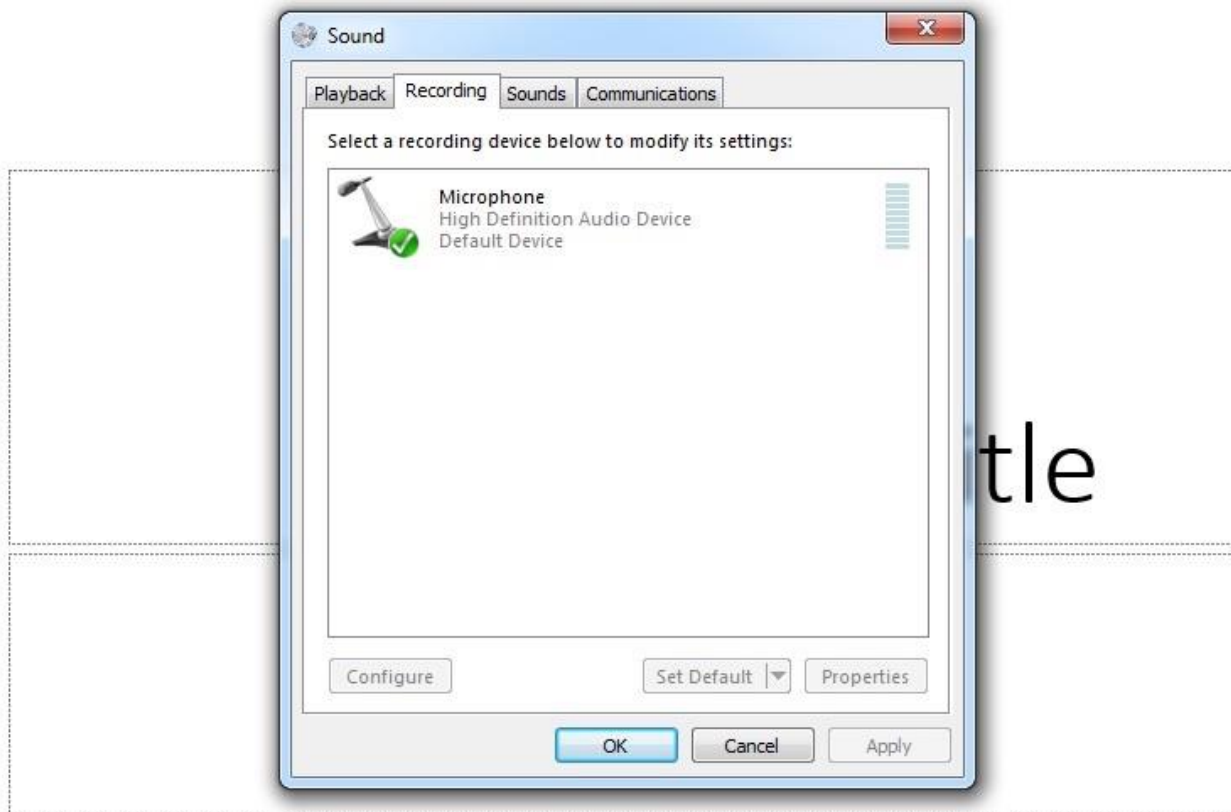 Sound
Playback Recording Sounds Communications
Select a recording device below to modify its settings:
Microphone
High Definition Audio Device
Default Device
tle
Configure Set Default Properties
OK Cancel Apply